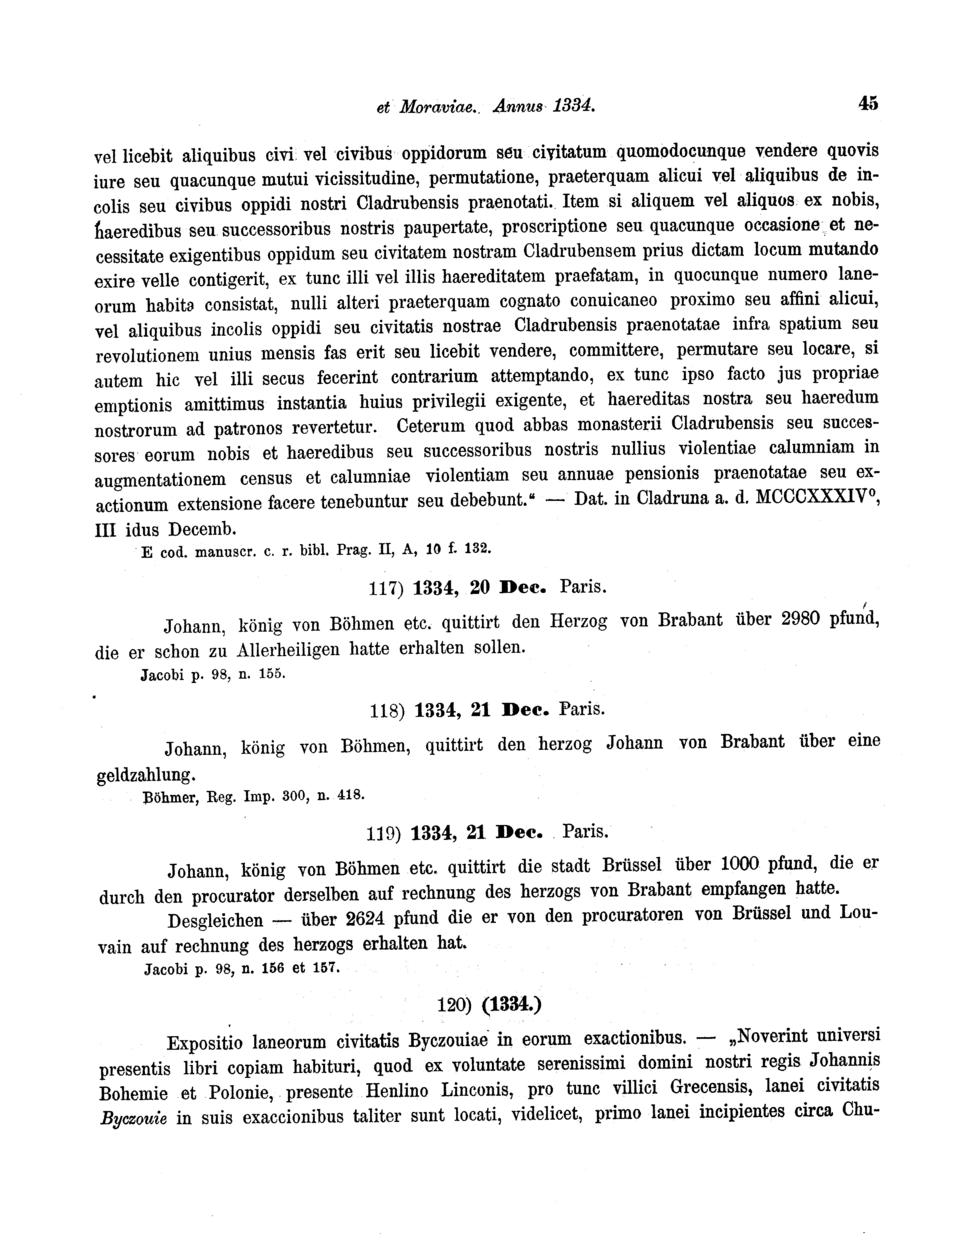 et Moraviae. Annus 1334.
45
vel licebit aliquibus civi vel civibus oppidorum seu civitatum quomodocunque vendere quovis
iure seu quacunque mutui vicissitudine, permutatione, praeterquam alicui vel aliquibus de in-
colis seu civibus oppidi nostri Cladrubensis praenotati. Item si aliquem vel aliquos ex nobis,
haeredibus seu successoribus nostris paupertate, proscriptione seu quacunque occasione et ne-
cessitate exigentibus oppidum seu civitatem nostram Cladrubensem prius dictam locum mutando
exire velle contigerit, ex tunc illi vel illis haereditatem praefatam, in quocunque numero lane-
orum habita consistat, nulli alteri praeterquam cognato conuicaneo proximo seu affini alicui,
vel aliquibus incolis oppidi seu civitatis nostrae Cladrubensis praenotatae infra spatium seu
revolutionem unius mensis fas erit seu licebit vendere, committere, permutare seu locare, si
autem hic vel illi secus fecerint contrarium attemptando, ex tunc ipso facto jus propriae
emptionis amittimus instantia huius privilegii exigente, et haereditas nostra seu haeredum
nostrorum ad patronos revertetur. Ceterum quod abbas monasterii Cladrubensis seu succes-
sores eorum nobis et haeredibus seu successoribus nostris nullius violentiae calumniam in
augmentationem census et calumniae violentiam seu annuae pensionis praenotatae seu ex-
actionum extensione facere tenebuntur seu debebunt.“ — Dat. in Cladruna a. d. MCCCXXXIVº,
III idus Decemb.
E cod. manuscr. c. r. bibl. Prag. II, A, 10 f. 132.
117) 1334, 20 Dec. Paris.
Johann, könig von Böhmen etc. quittirt den Herzog von Brabant über 2980 pfund,
die er schon zu Allerheiligen hatte erhalten sollen.
Jacobi p. 98, n. 155.
118) 1334, 21 Dec. Paris.
Johann, könig von Böhmen, quittirt den herzog Johann von Brabant über eine
geldzahlung.
Böhmer, Reg. Imp. 300, n. 418.
119) 1334, 21 Dec. Paris.
Johann, könig von Böhmen etc. quittirt die stadt Brüssel über 1000 pfund, die er
durch den procurator derselben auf rechnung des herzogs von Brabant empfangen hatte.
Desgleichen — über 2624 pfund die er von den procuratoren von Brüssel und Lou-
vain auf rechnung des herzogs erhalten hat.
Jacobi p. 98, n. 156 et 157.
120) (1334.)
Expositio laneorum civitatis Byczouiae in eorum exactionibus. — „Noverint universi
presentis libri copiam habituri, quod ex voluntate serenissimi domini nostri regis Johannis
Bohemie et Polonie, presente Henlino Linconis, pro tunc villici Grecensis, lanei civitatis
Byczouie in suis exaccionibus taliter sunt locati, videlicet, primo lanei incipientes circa Chu-